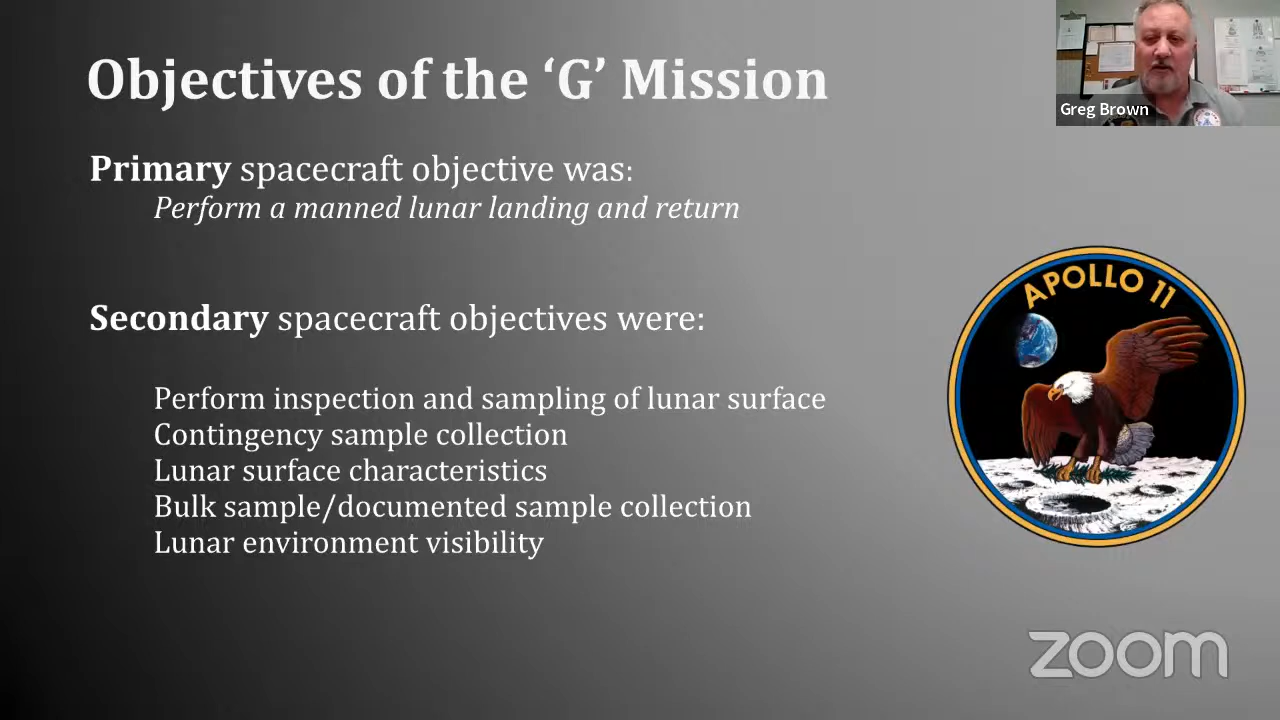 Objectives of the ‘G’ Mission
Greg Brown
Primary spacecraft objective was:
Perform a manned lunar landing and return
Secondary spacecraft objectives were:
Perform inspection and sampling of lunar surface
Contingency sample collection
Lunar surface characteristics
Bulk sample/documented sample collection
Lunar environment visibility
APOLLO 11
zoom